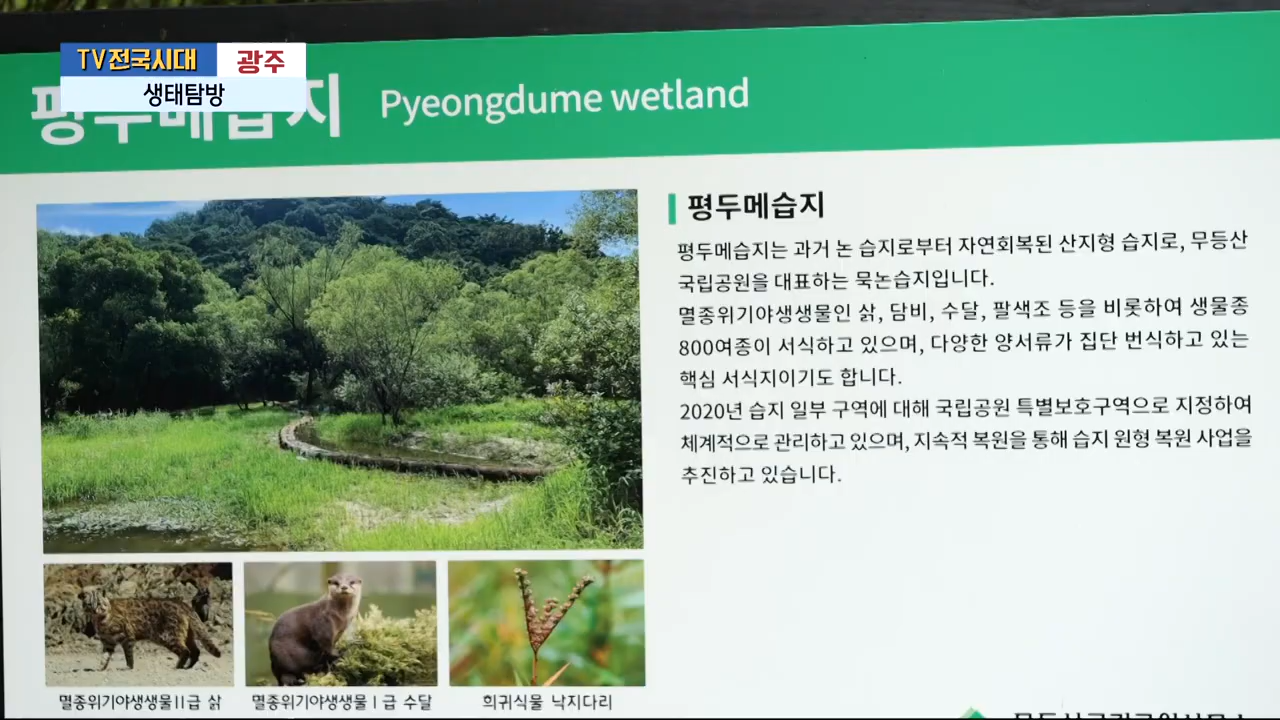 TV전국시대 광주
생태탐방
평두메습지 Pyeongdume wetland
평두메습지
평두메습지는 과거 논 습지로부터 자연회복된 산지형 습지로, 무등산
국립공원을 대표하는 묵논습지입니다.
멸종위기야생생물인 삵, 담비, 수달, 팔색조 등을 비롯하여 생물종
800여종이 서식하고 있으며, 다양한 양서류가 집단 번식하고 있는
핵심 서식지이기도 합니다.
2020년 습지 일부 구역에 대해 국립공원 특별보호구역으로 지정하여
체계적으로 관리하고 있으며, 지속적 복원을 통해 습지 원형 복원 사업을
추진하고 있습니다.
멸종위기야생생물Ⅱ급 삵
멸종위기야생생물Ⅰ급 수달
희귀식물 낙지다리